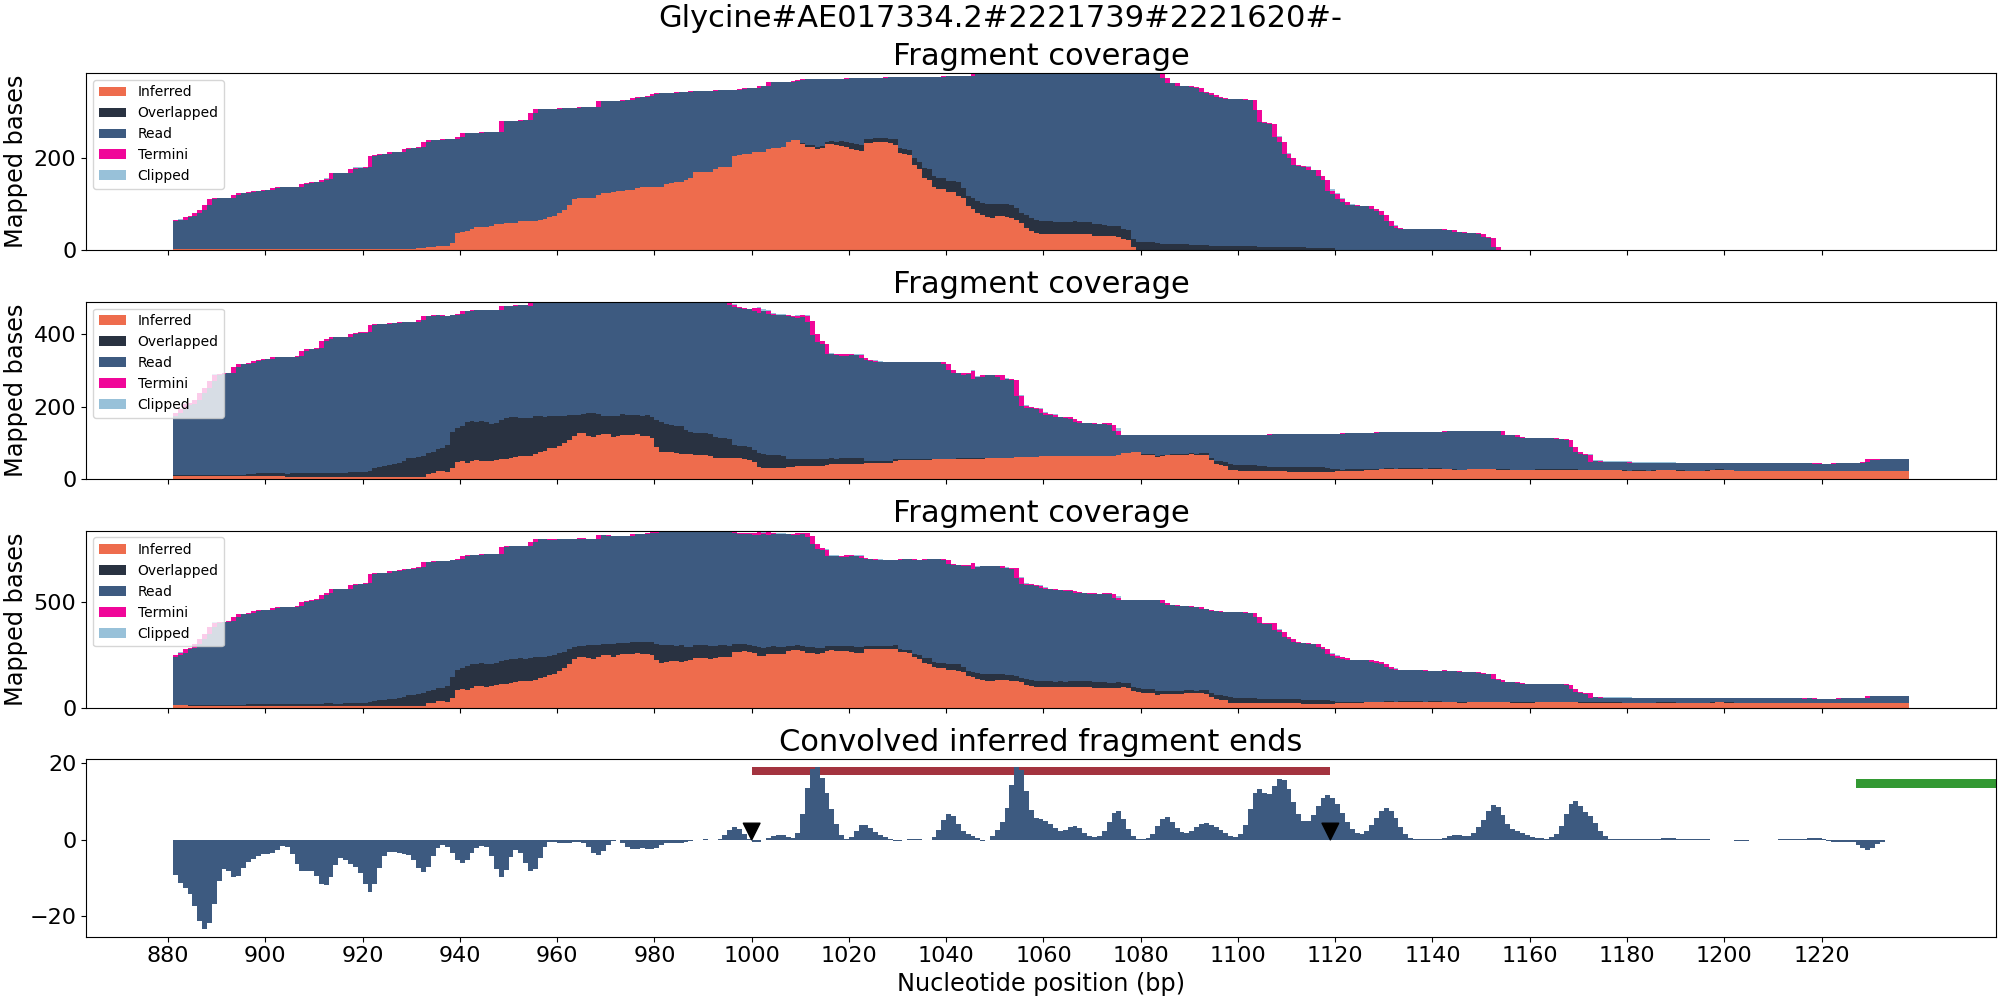 Glycine#AE017334.2#2221739#2221620#-
Fragment coverage
Mapped bases
200
0
Inferred
Overlapped
Read
Termini
Clipped
Fragment coverage
Mapped bases
400
200
0
Inferred
Overlapped
Read
Termini
Clipped
Fragment coverage
Mapped bases
500
0
Inferred
Overlapped
Read
Termini
Clipped
Convolved inferred fragment ends
20
0
−20
880 900 920 940 960 980 1000 1020 1040 1060 1080 1100 1120 1140 1160 1180 1200 1220
Nucleotide position (bp)